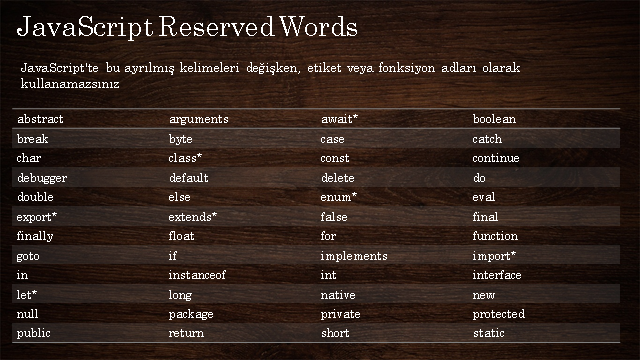 JavaScript Reserved Words
JavaScript'te bu ayrılmış kelimeleri değişken, etiket veya fonksiyon adları olarak
kullanamazsınız
abstract arguments await* boolean
break byte case catch
char class* const continue
debugger default delete do
double else enum* eval
export* extends* false final
finally float for function
goto if implements import*
in instanceof int interface
let* long native new
null package private protected
public return short static